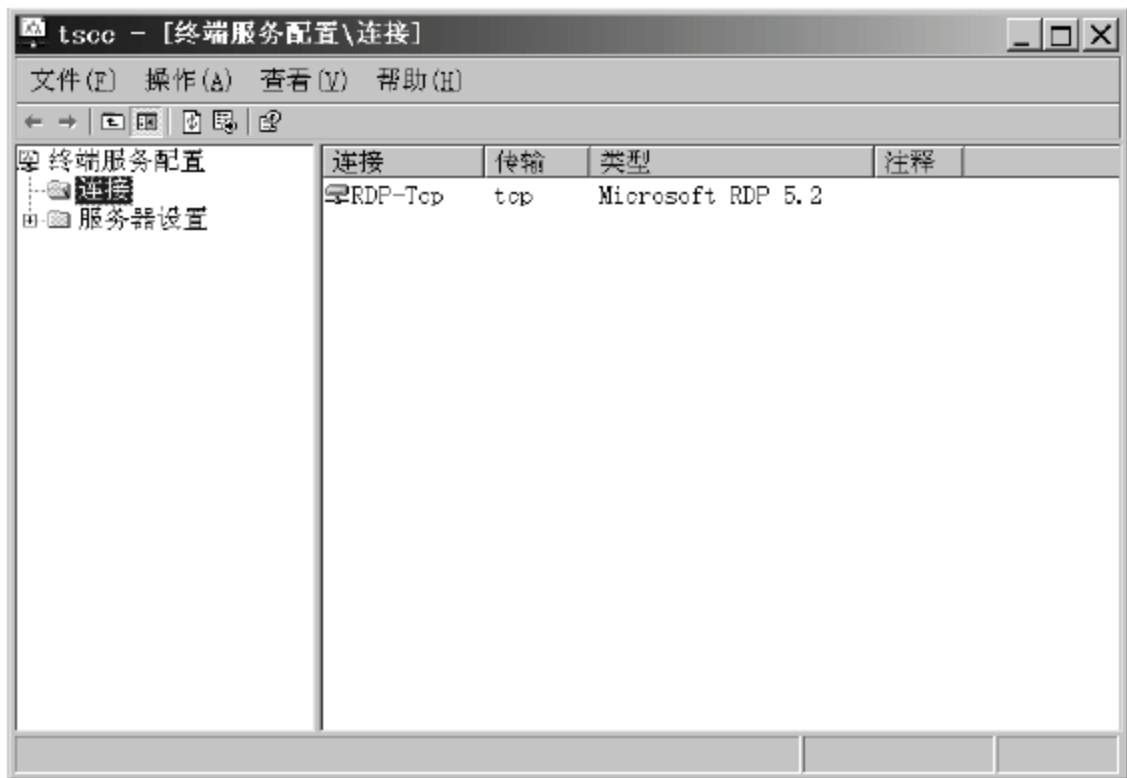 tscc - [终端服务配置\连接]
文件(F) 操作(A) 查看(V) 帮助(H)
终端服务配置
连接
服务器设置
连接 传输 类型 注释
RDP-Tcp tcp Microsoft RDP 5.2